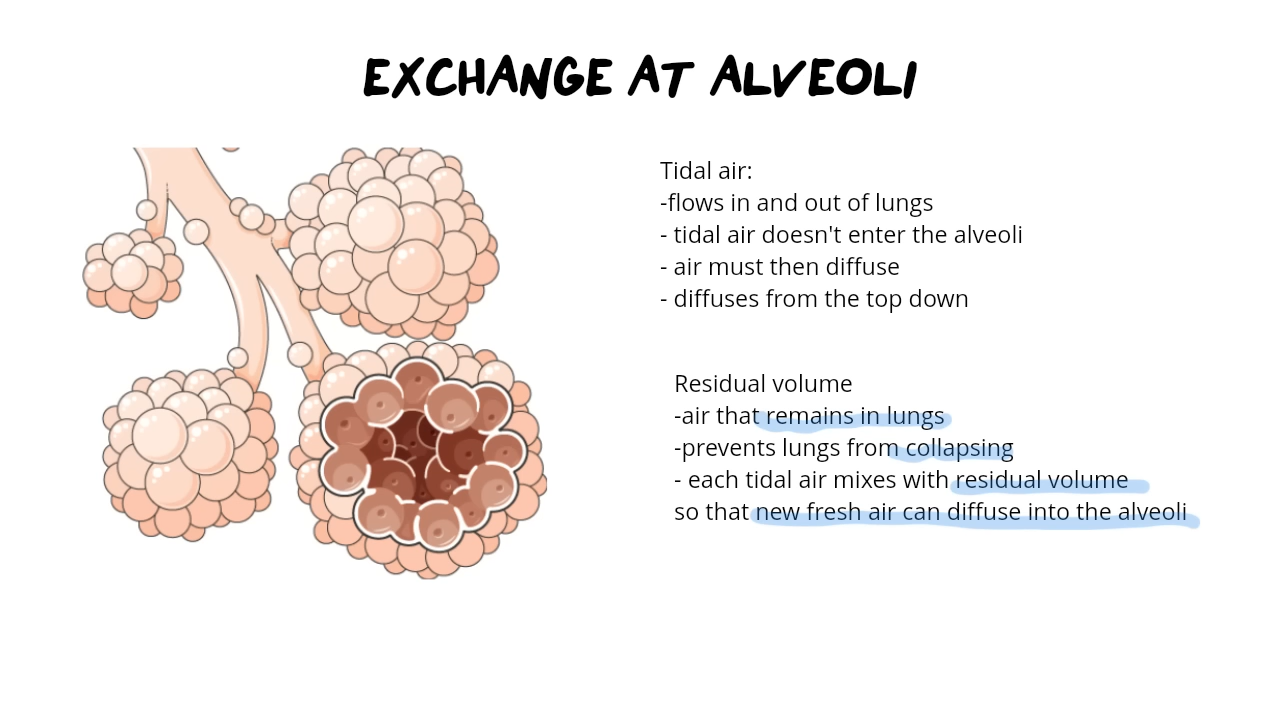 EXCHANGE AT ALVEOLI
Tidal air:
-flows in and out of lungs
- tidal air doesn't enter the alveoli
- air must then diffuse
- diffuses from the top down
Residual volume
-air that remains in lungs
-prevents lungs from collapsing
- each tidal air mixes with residual volume
so that new fresh air can diffuse into the alveoli